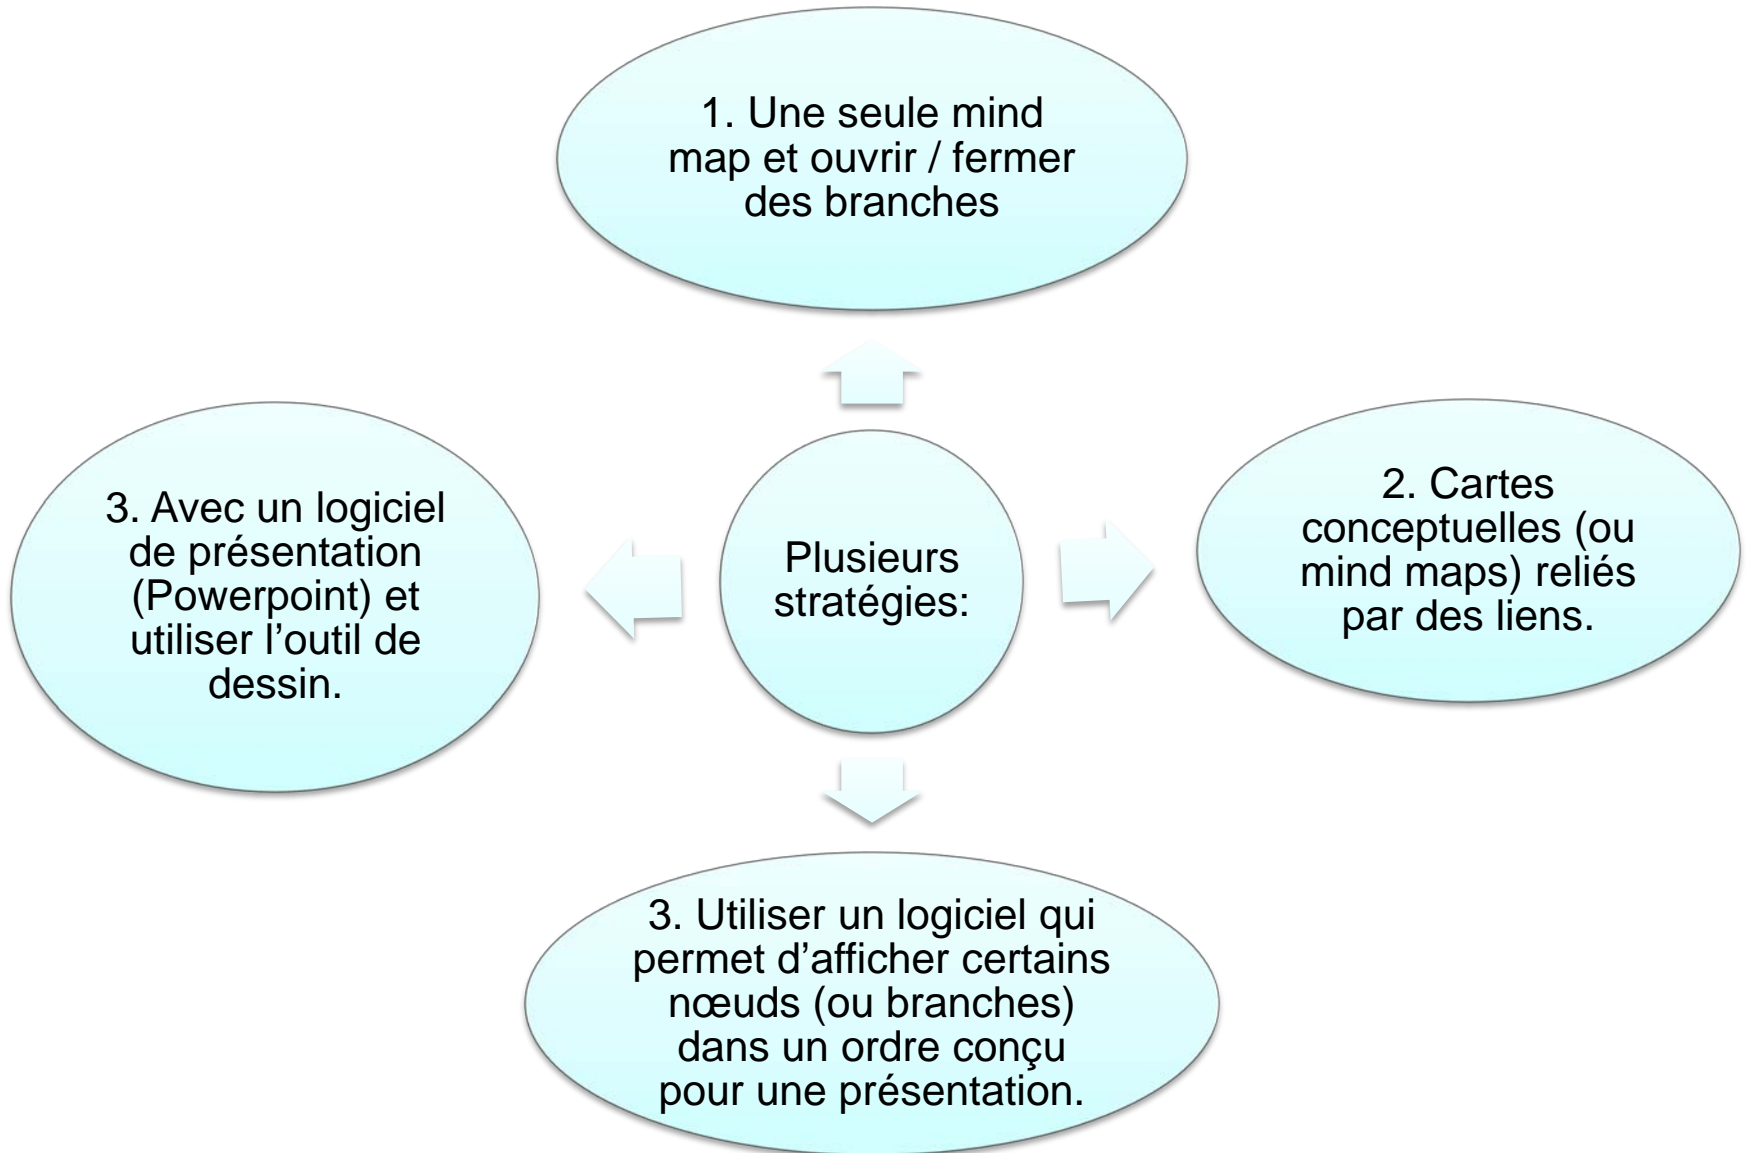 1. Une seule mind
map et ouvrir / fermer
des branches
2. Cartes
conceptuelles (ou
mind maps) reliés
par des liens.
3. Avec un logiciel
de présentation
(Powerpoint) et
utiliser l’outil de
dessin.
Plusieurs
stratégies:
3. Utiliser un logiciel qui
permet d’afficher certains
nœuds (ou branches)
dans un ordre conçu
pour une présentation.